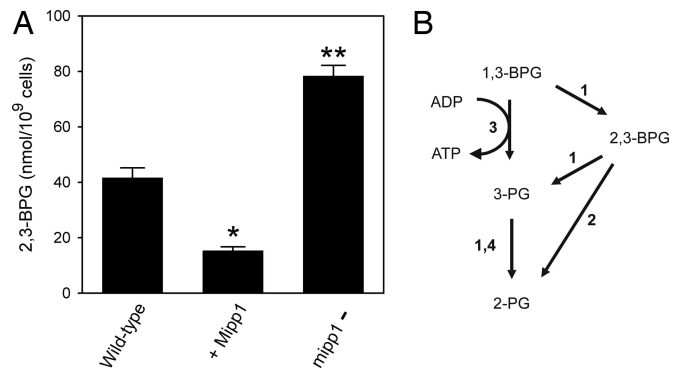 A
100
80
60
40
20
0
2,3-BPG (nmol/10⁹ cells)
*
**
Wild-type
+ Mipp1
mipp1 -
B
1,3-BPG
1
ADP
3
2,3-BPG
ATP
1
3-PG
2
1,4
2-PG